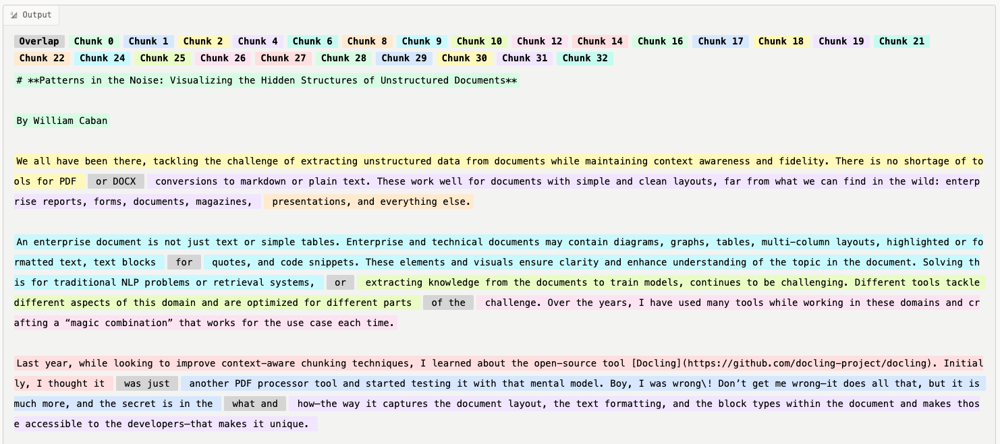 Output
Overlap Chunk 0 Chunk 1 Chunk 2 Chunk 4 Chunk 6 Chunk 8 Chunk 9 Chunk 10 Chunk 12 Chunk 14 Chunk 16 Chunk 17 Chunk 18 Chunk 19 Chunk 21
Chunk 22 Chunk 24 Chunk 25 Chunk 26 Chunk 27 Chunk 28 Chunk 29 Chunk 30 Chunk 31 Chunk 32
# **Patterns in the Noise: Visualizing the Hidden Structures of Unstructured Documents**
By William Caban
We all have been there, tackling the challenge of extracting unstructured data from documents while maintaining context awareness and fidelity. There is no shortage of to
ols for PDF or DOCX conversions to markdown or plain text. These work well for documents with simple and clean layouts, far from what we can find in the wild: enterp
rise reports, forms, documents, magazines, presentations, and everything else.
An enterprise document is not just text or simple tables. Enterprise and technical documents may contain diagrams, graphs, tables, multi-column layouts, highlighted or fo
rmatted text, text blocks for quotes, and code snippets. These elements and visuals ensure clarity and enhance understanding of the topic in the document. Solving th
is for traditional NLP problems or retrieval systems, or extracting knowledge from the documents to train models, continues to be challenging. Different tools tackle
different aspects of this domain and are optimized for different parts of the challenge. Over the years, I have used many tools while working in these domains and cr
afting a “magic combination” that works for the use case each time.
Last year, while looking to improve context-aware chunking techniques, I learned about the open-source tool [Docling](https://github.com/docling-project/docling). Initial
ly, I thought it was just another PDF processor tool and started testing it with that mental model. Boy, I was wrong\! Don’t get me wrong—it does all that, but it is
much more, and the secret is in the what and how—the way it captures the document layout, the text formatting, and the block types within the document and makes thos
e accessible to the developers—that makes it unique.